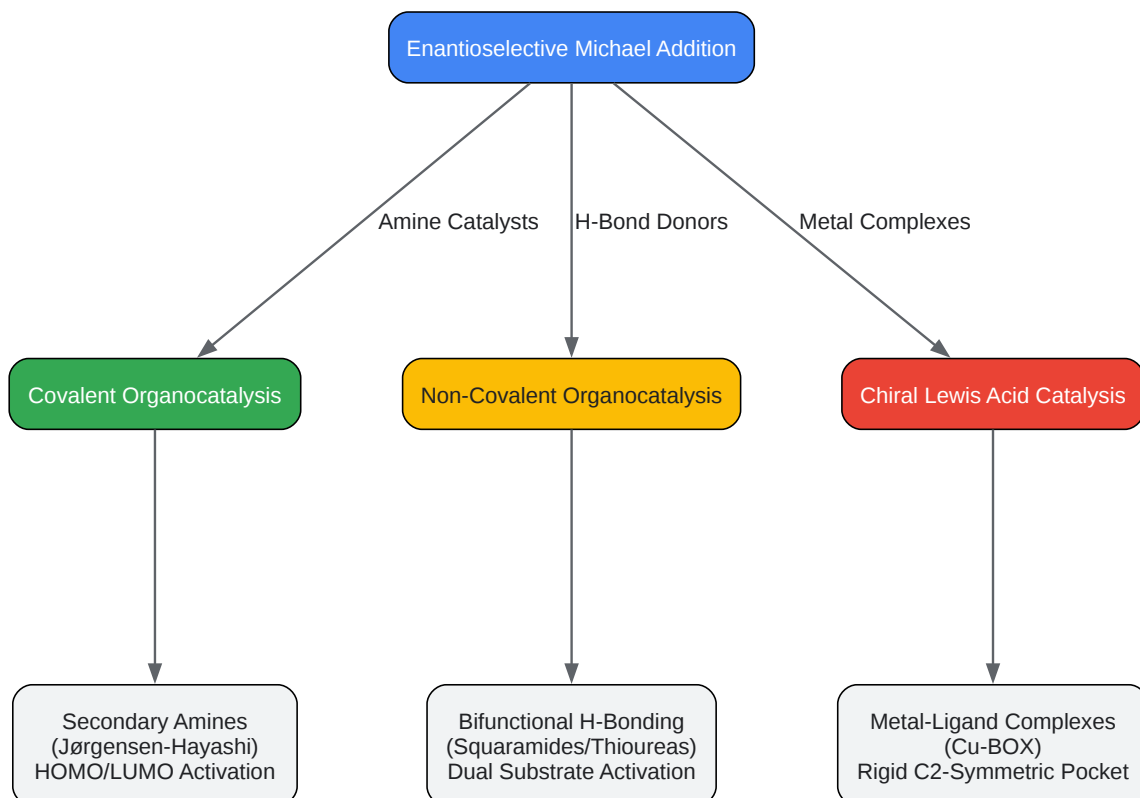 Enantioselective Michael Addition
Amine Catalysts
H-Bond Donors
Metal Complexes
Covalent Organocatalysis
Non-Covalent Organocatalysis
Chiral Lewis Acid Catalysis
Secondary Amines
(Jørgensen-Hayashi)
HOMO/LUMO Activation
Bifunctional H-Bonding
(Squaramides/Thioureas)
Dual Substrate Activation
Metal-Ligand Complexes
(Cu-BOX)
Rigid C2-Symmetric Pocket